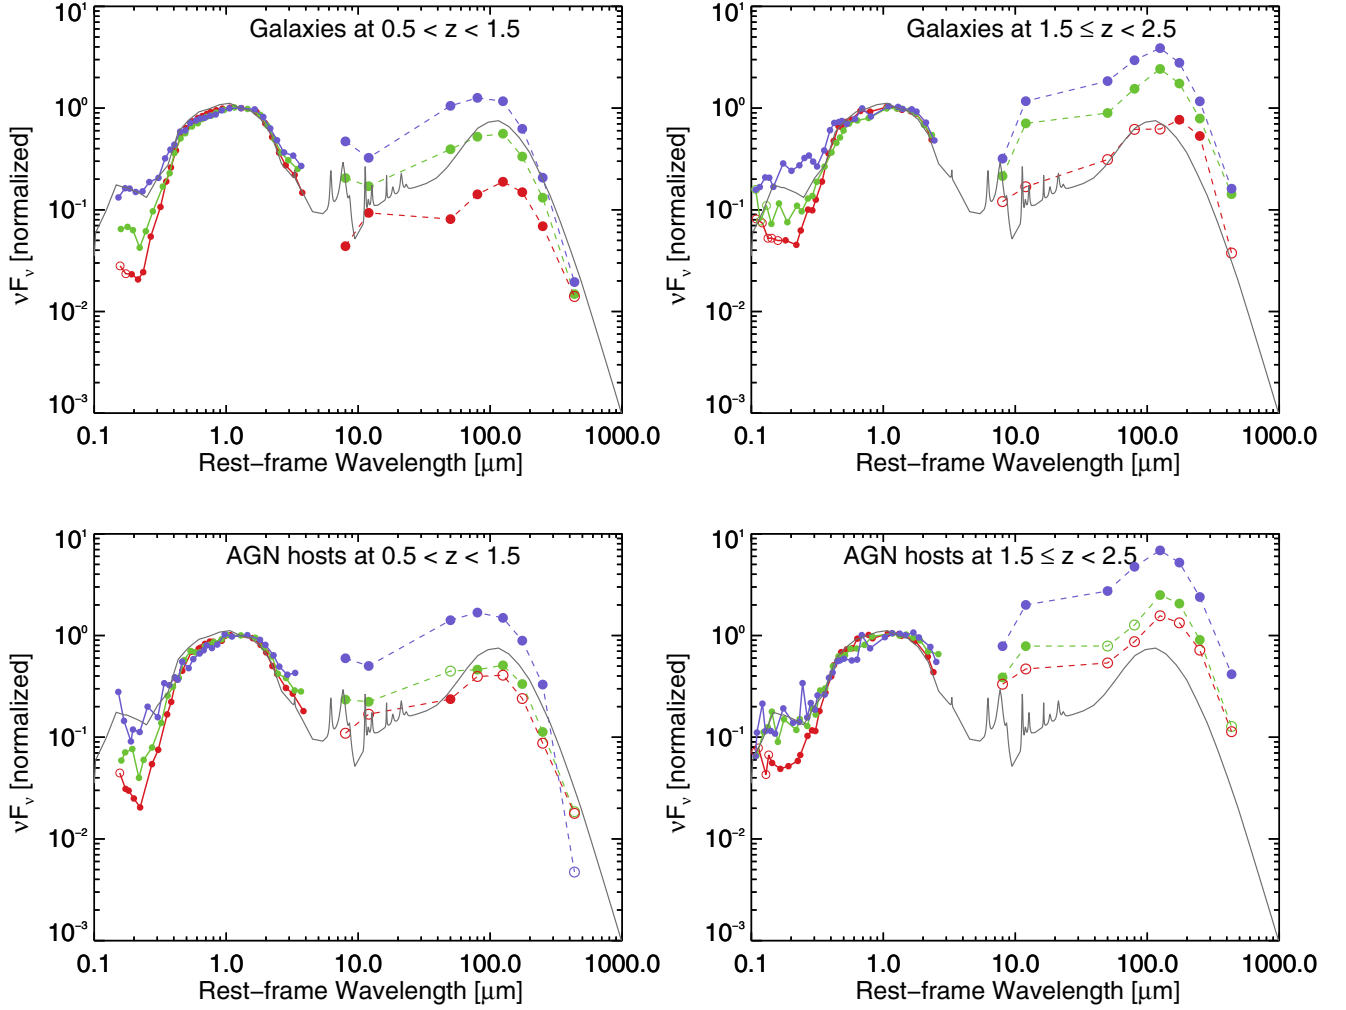 Galaxies at 0.5 < z < 1.5
10¹
10⁰
10⁻¹
10⁻²
10⁻³
νFν [normalized]
0.1 1.0 10.0 100.0 1000.0
Rest−frame Wavelength [μm]
Galaxies at 1.5 ≤ z < 2.5
10¹
10⁰
10⁻¹
10⁻²
10⁻³
νFν [normalized]
0.1 1.0 10.0 100.0 1000.0
Rest−frame Wavelength [μm]
AGN hosts at 0.5 < z < 1.5
10¹
10⁰
10⁻¹
10⁻²
10⁻³
νFν [normalized]
0.1 1.0 10.0 100.0 1000.0
Rest−frame Wavelength [μm]
AGN hosts at 1.5 ≤ z < 2.5
10¹
10⁰
10⁻¹
10⁻²
10⁻³
νFν [normalized]
0.1 1.0 10.0 100.0 1000.0
Rest−frame Wavelength [μm]